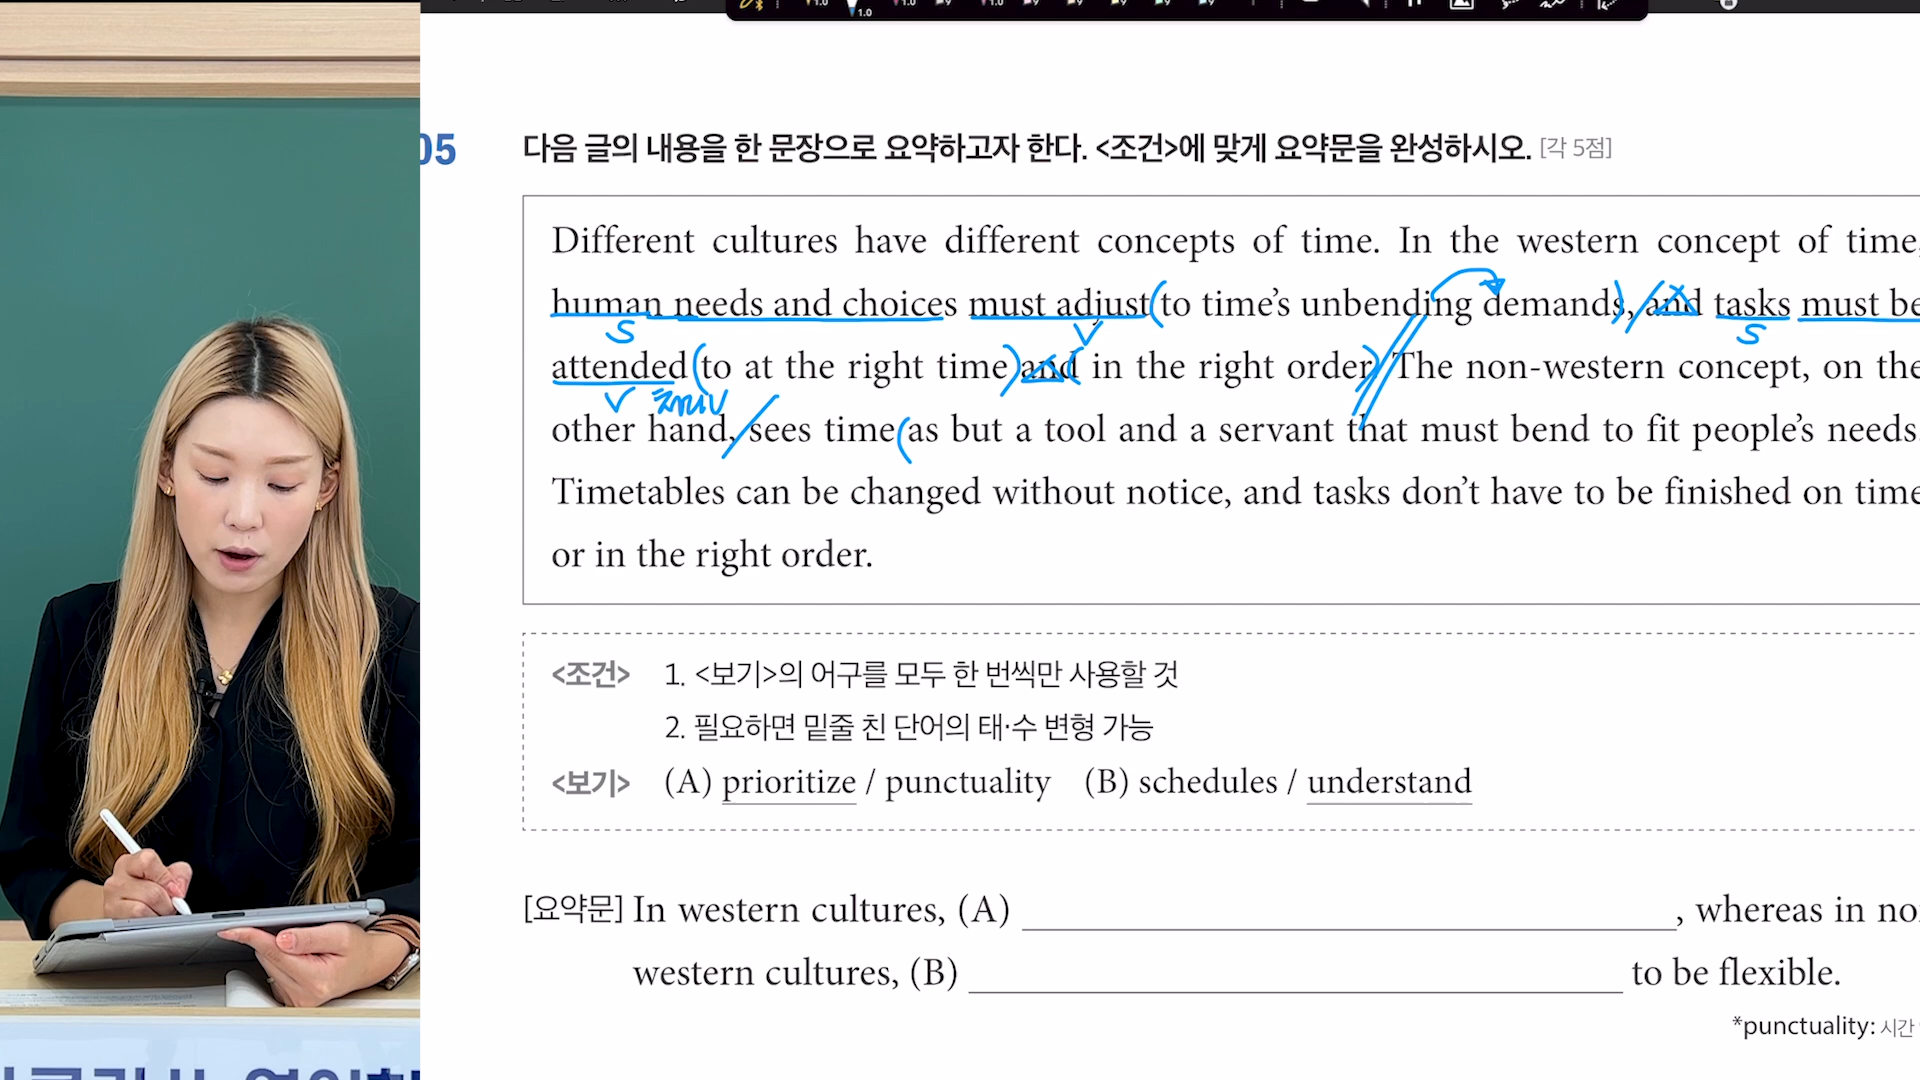 05 다음 글의 내용을 한 문장으로 요약하고자 한다. <조건>에 맞게 요약문을 완성하시오. [각 5점]
Different cultures have different concepts of time. In the western concept of time,
human needs and choices must adjust (to time's unbending demands), / and tasks must be
S V S
attended (to at the right time) and (in the right order) // The non-western concept, on the
V
other hand, / sees time (as but a tool and a servant that must bend to fit people's needs.
Timetables can be changed without notice, and tasks don't have to be finished on time
or in the right order.
<조건> 1. <보기>의 어구를 모두 한 번씩만 사용할 것
2. 필요하면 밑줄 친 단어의 태·수 변형 가능
<보기> (A) prioritize / punctuality (B) schedules / understand
[요약문] In western cultures, (A) ____, whereas in
western cultures, (B) ____ to be flexible.
*punctuality: 시간